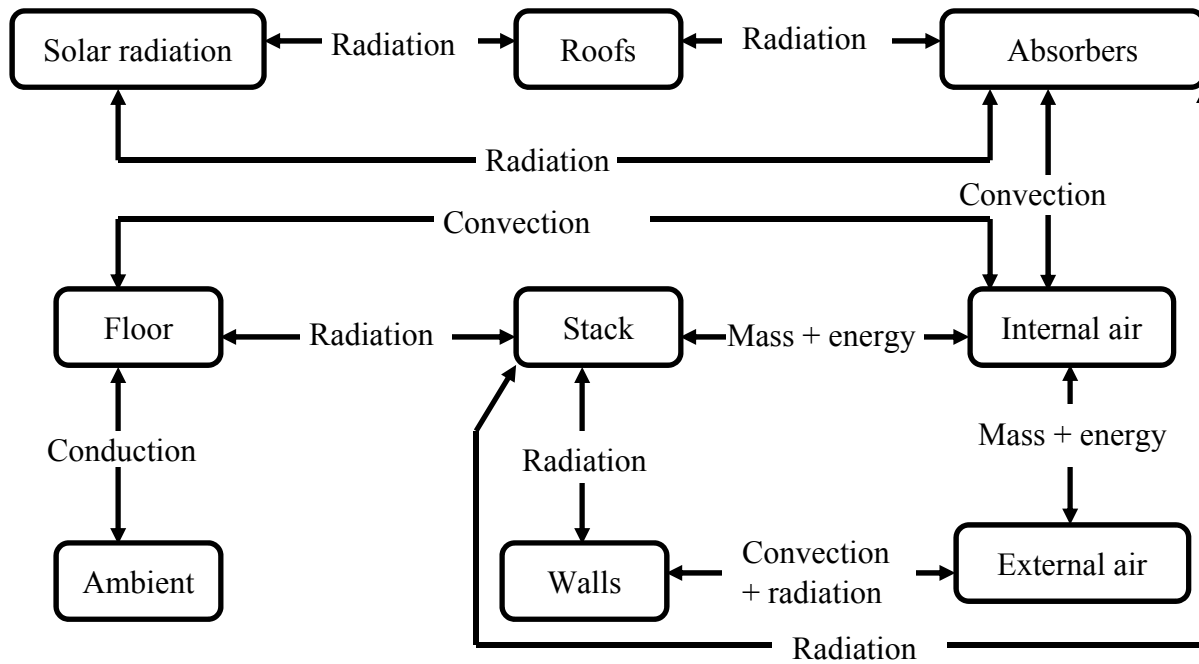 Solar radiation
Radiation
Roofs
Radiation
Absorbers
Radiation
Convection
Convection
Floor
Radiation
Stack
Mass + energy
Internal air
Conduction
Radiation
Mass + energy
Ambient
Walls
Convection
+ radiation
External air
Radiation